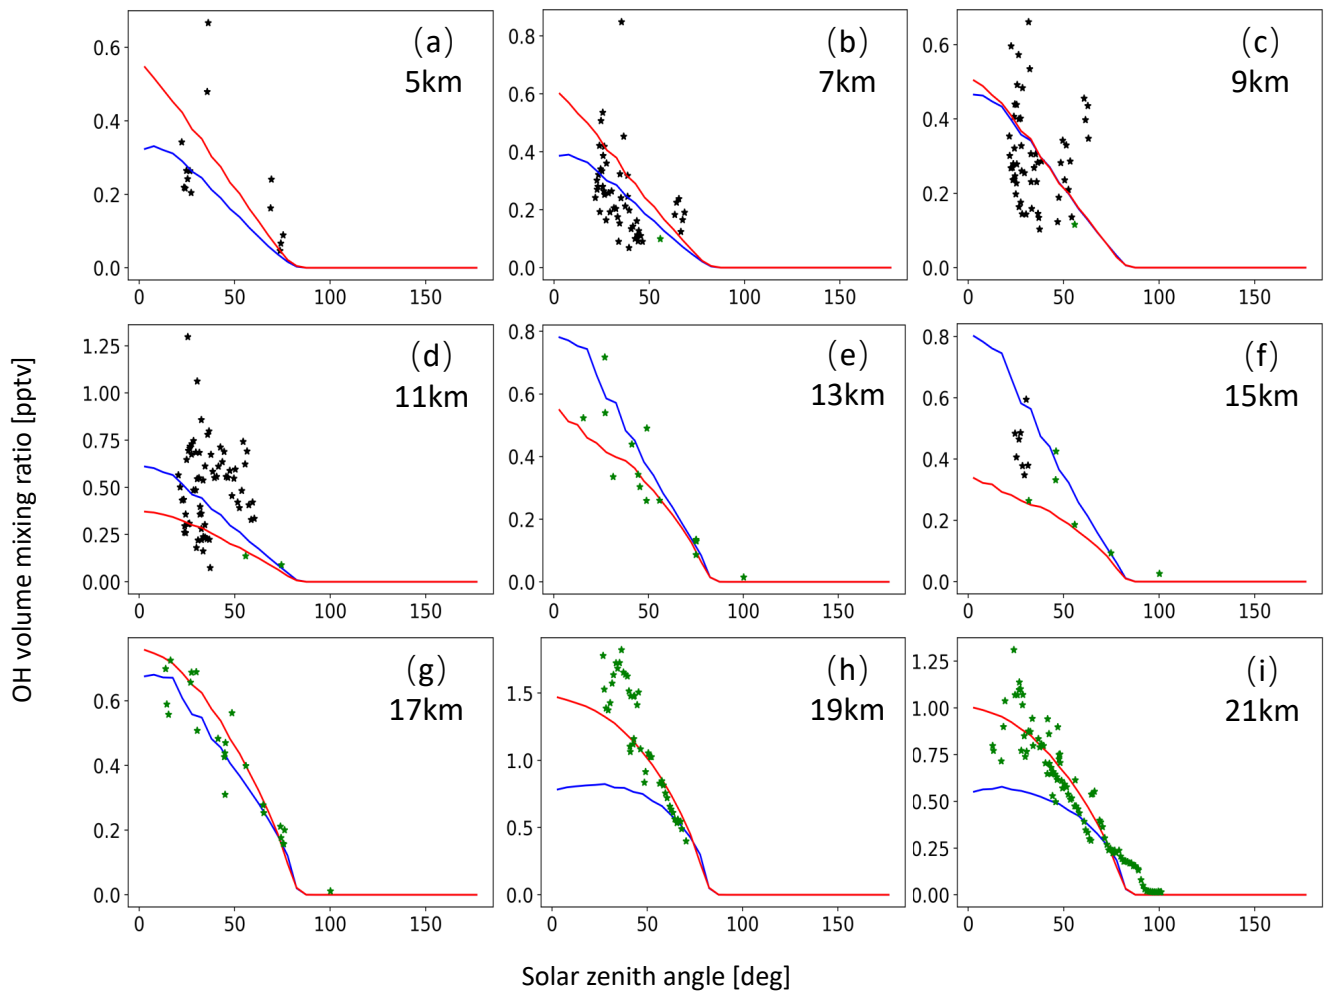 OH volume mixing ratio [pptv]
(a)
5km
0.6
0.4
0.2
0.0
0 50 100 150
(b)
7km
0.8
0.6
0.4
0.2
0.0
0 50 100 150
(c)
9km
0.6
0.4
0.2
0.0
0 50 100 150
(d)
11km
1.25
1.00
0.75
0.50
0.25
0.00
0 50 100 150
(e)
13km
0.8
0.6
0.4
0.2
0.0
0 50 100 150
(f)
15km
0.8
0.6
0.4
0.2
0.0
0 50 100 150
(g)
17km
0.6
0.4
0.2
0.0
0 50 100 150
(h)
19km
1.5
1.0
0.5
0.0
0 50 100 150
(i)
21km
1.25
1.00
0.75
0.50
0.25
0.00
0 50 100 150
Solar zenith angle [deg]